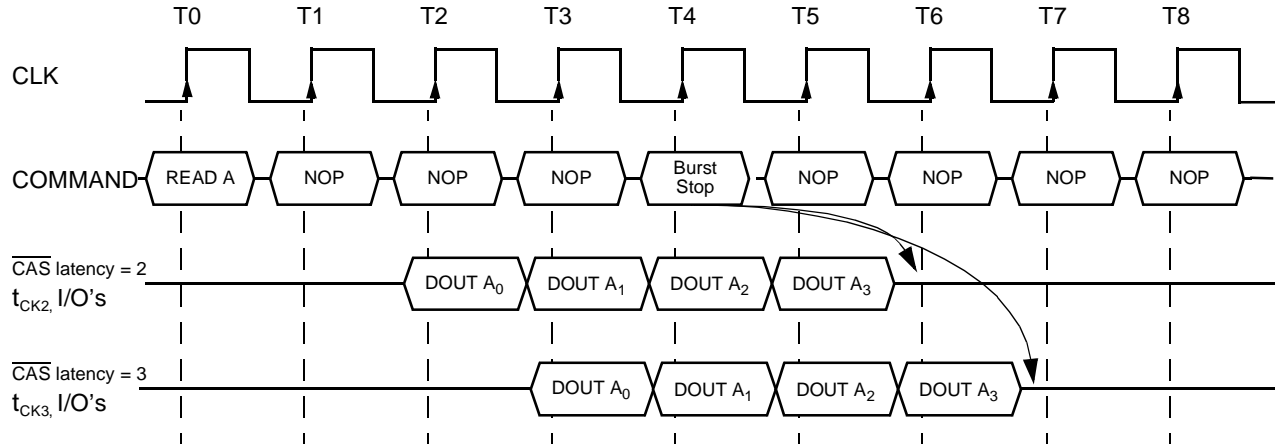 T0 T1 T2 T3 T4 T5 T6 T7 T8
CLK
COMMAND READ A NOP NOP NOP Burst Stop NOP NOP NOP NOP
CAS latency = 2
tCK2, I/O's DOUT A0 DOUT A1 DOUT A2 DOUT A3
CAS latency = 3
tCK3, I/O's DOUT A0 DOUT A1 DOUT A2 DOUT A3